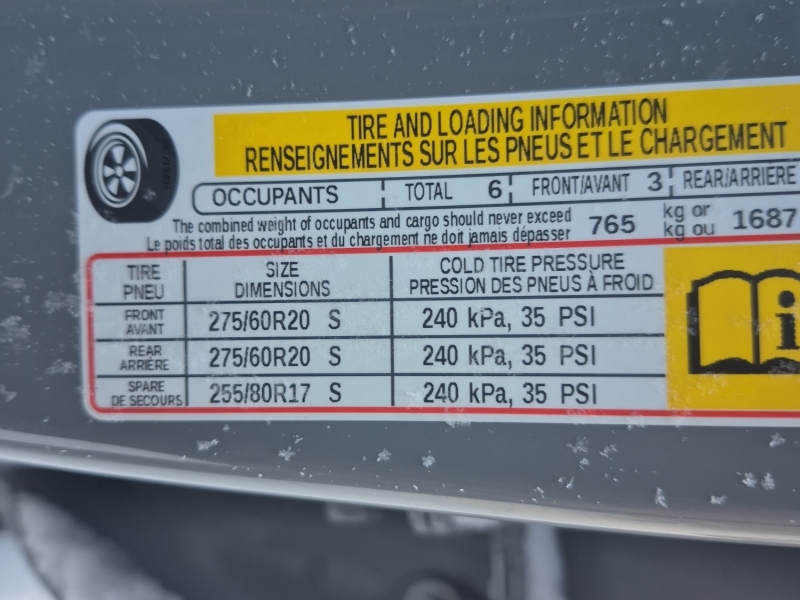 TIRE AND LOADING INFORMATION
RENSEIGNEMENTS SUR LES PNEUS ET LE CHARGEMENT
OCCUPANTS TOTAL 6 FRONT/AVANT 3 REAR/ARRIÈRE
The combined weight of occupants and cargo should never exceed 765 kg or 1687
Le poids total des occupants et du chargement ne doit jamais dépasser kg ou
TIRE SIZE COLD TIRE PRESSURE
PNEU DIMENSIONS PRESSION DES PNEUS À FROID
FRONT
AVANT 275/60R20 S 240 kPa, 35 PSI
REAR
ARRIÈRE 275/60R20 S 240 kPa, 35 PSI
SPARE
DE SECOURS 255/80R17 S 240 kPa, 35 PSI
i